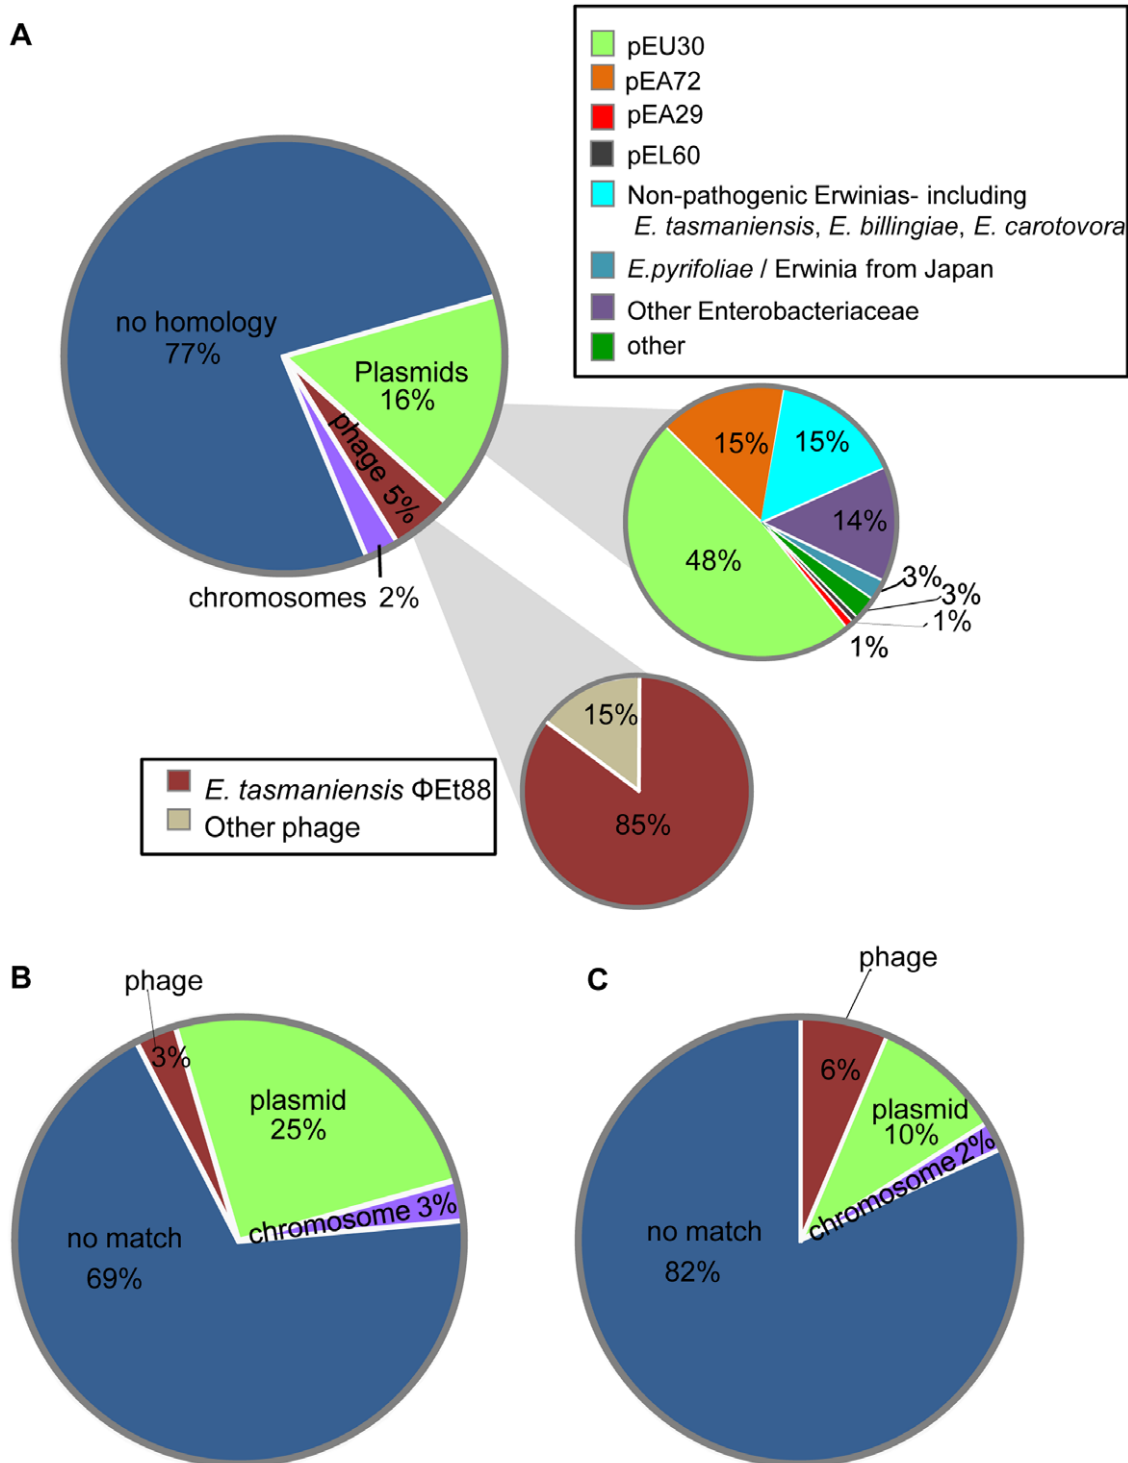 A
pEU30
pEA72
pEA29
pEL60
Non-pathogenic Erwinias- including
E. tasmaniensis, E. billingiae, E. carotovora
E.pyrifoliae / Erwinia from Japan
Other Enterobacteriaceae
other
no homology
77%
Plasmids
16%
phage 5%
chromosomes 2%
15%
15%
14%
48%
3%
3%
1%
1%
15%
85%
E. tasmaniensis ΦEt88
Other phage
B
phage
3%
plasmid
25%
chromosome 3%
no match
69%
C
phage
6%
plasmid
10%
chromosome 2%
no match
82%